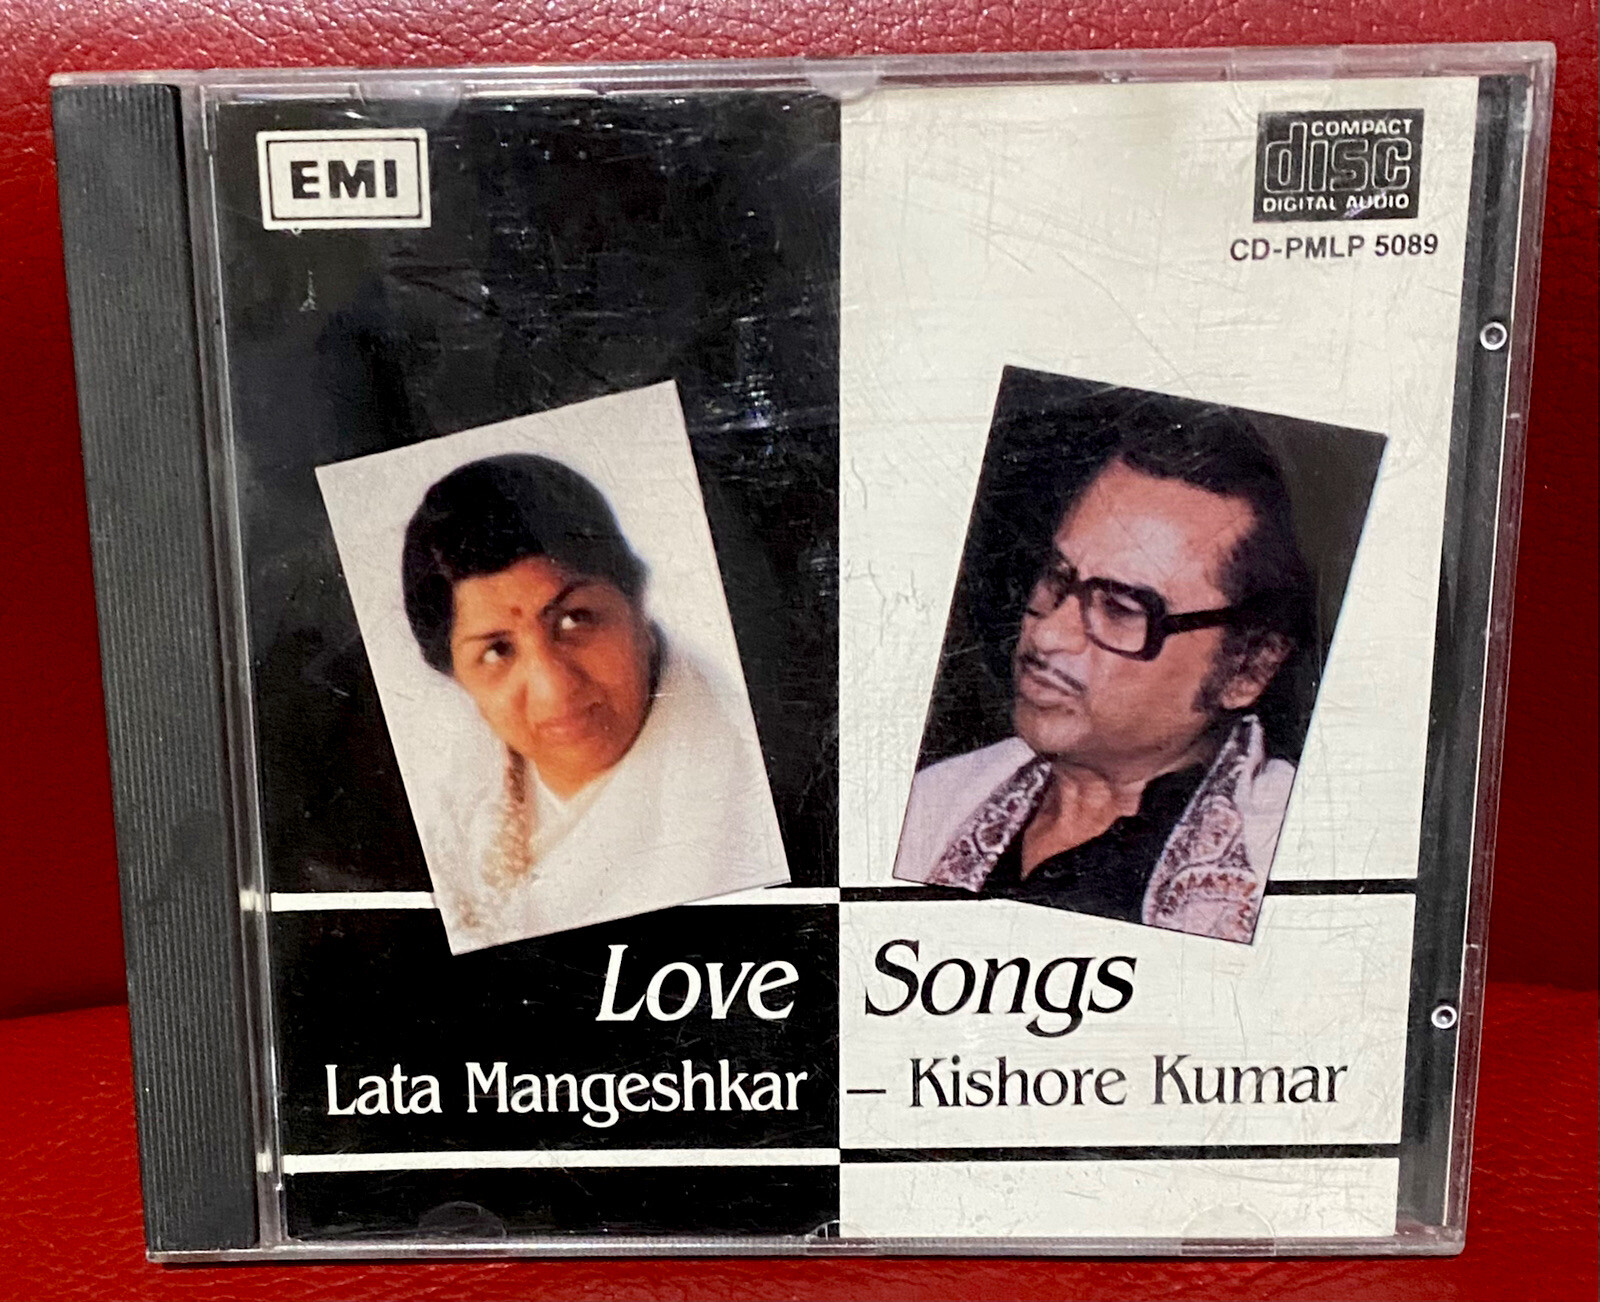 EMI
COMPACT
disc
DIGITAL AUDIO
CD-PMLP 5089
Love Songs
Lata Mangeshkar – Kishore Kumar